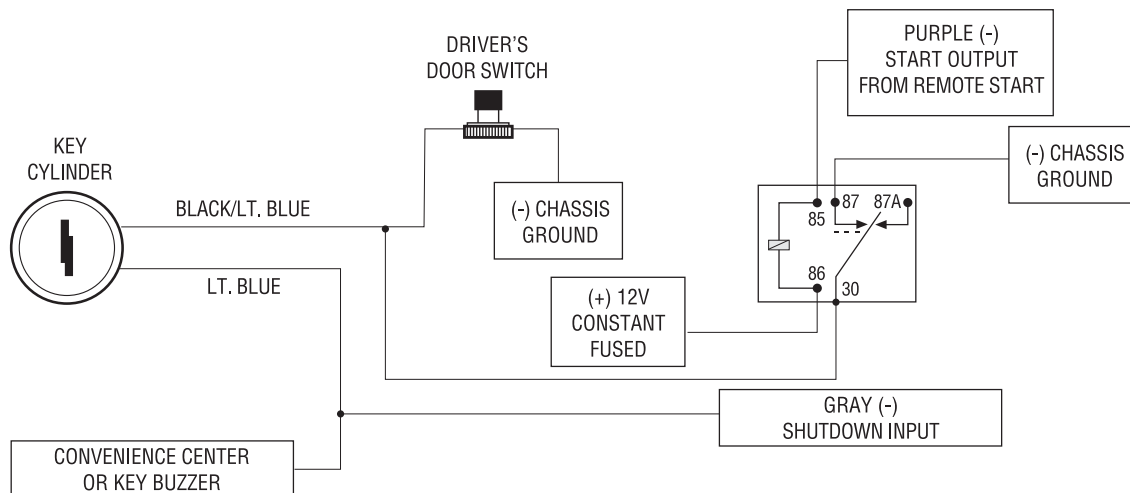 DRIVER'S
DOOR SWITCH
PURPLE (-)
START OUTPUT
FROM REMOTE START
KEY
CYLINDER
(-) CHASSIS
GROUND
BLACK/LT. BLUE
(-) CHASSIS
GROUND
87
87A
85
LT. BLUE
86
30
(+) 12V
CONSTANT
FUSED
GRAY (-)
SHUTDOWN INPUT
CONVENIENCE CENTER
OR KEY BUZZER